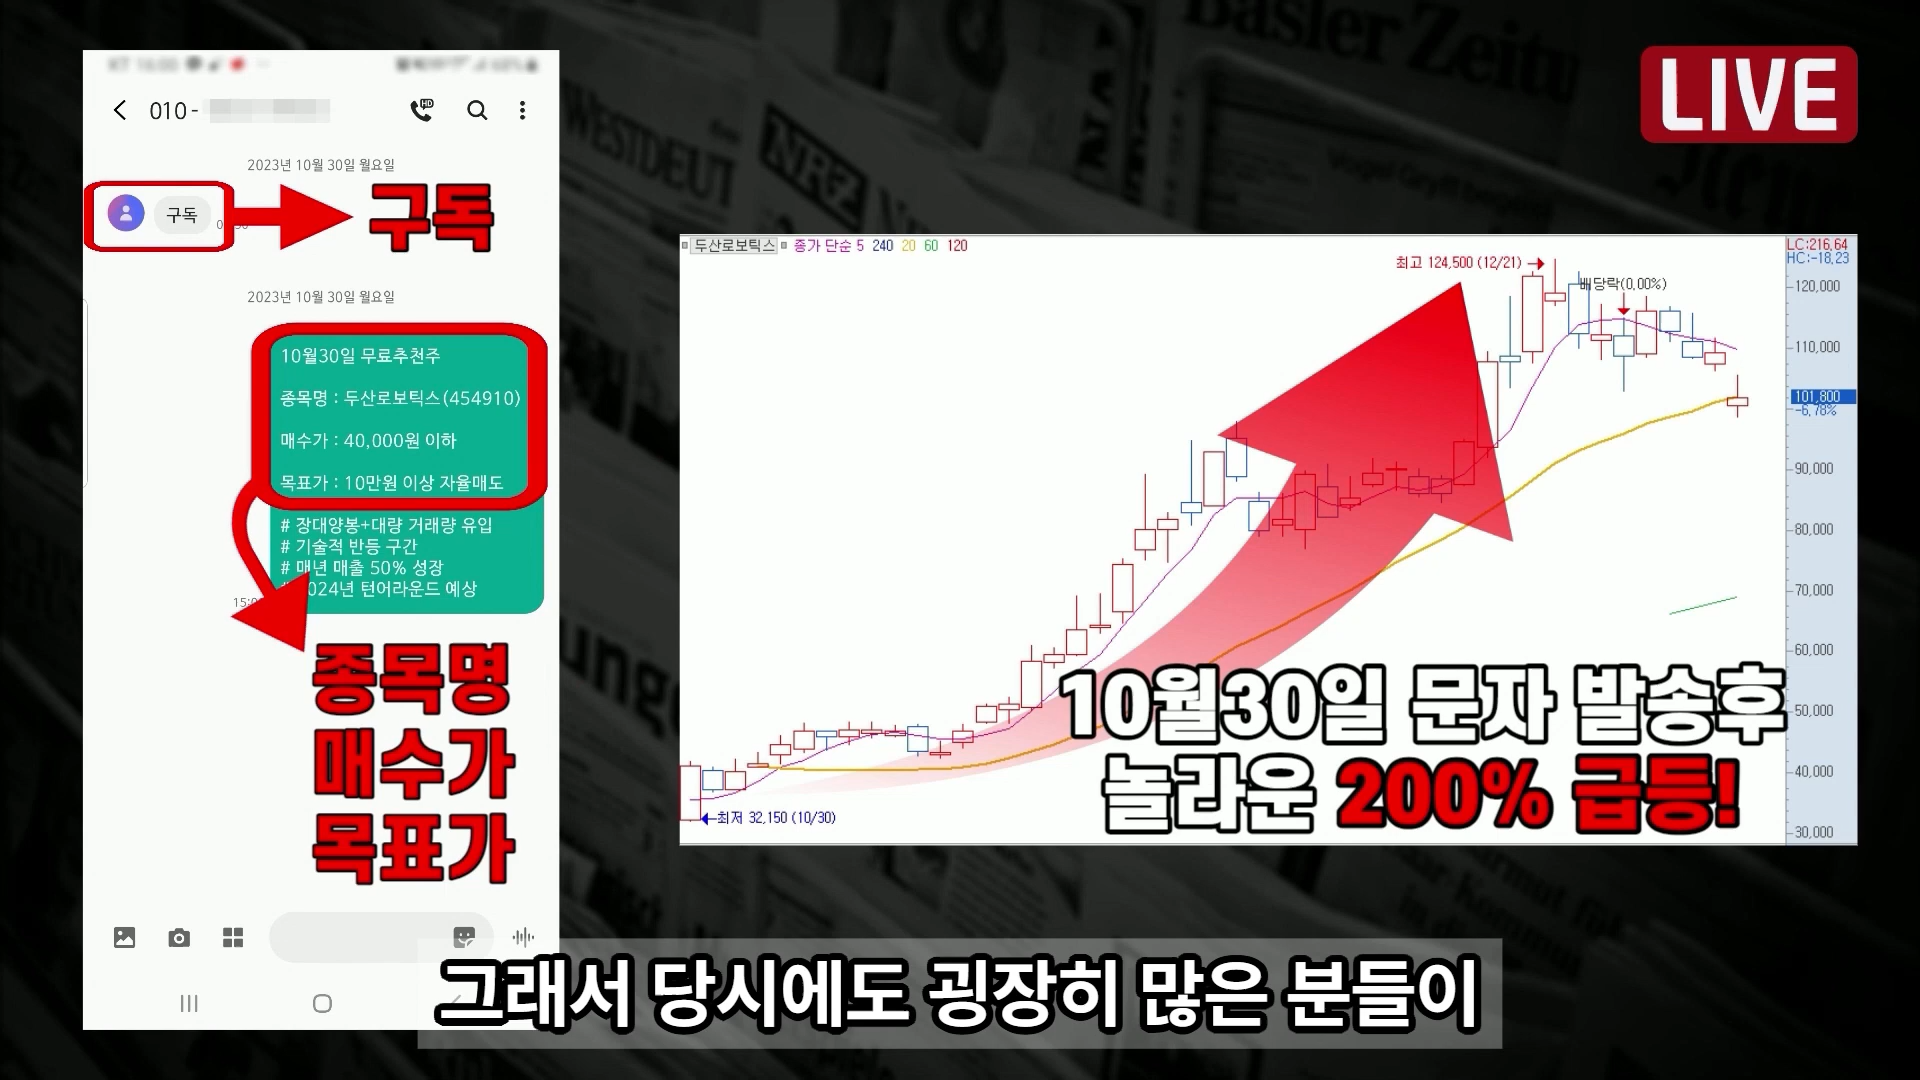 LIVE
010-
2023년 10월 30일 월요일
구독
구독
2023년 10월 30일 월요일
10월30일 무료추천주
종목명 : 두산로보틱스(454910)
매수가 : 40,000원 이하
목표가 : 10만원 이상 자율매도
# 장대양봉+대량 거래량 유입
# 기술적 반등 구간
# 매년 매출 50% 성장
024년 턴어라운드 예상
종목명
매수가
목표가
두산로보틱스 종가 단순 5 240 20 60 120
LC:216,64
HC:-18,23
최고 124,500 (12/21)
배당락(0,00%)
120,000
110,000
101,800
-6,78%
90,000
80,000
70,000
60,000
50,000
40,000
30,000
최저 32,150 (10/30)
10월30일 문자 발송후
놀라운 200% 급등!
그래서 당시에도 굉장히 많은 분들이
WESTDEUT
NRZ
Basler Zeitu